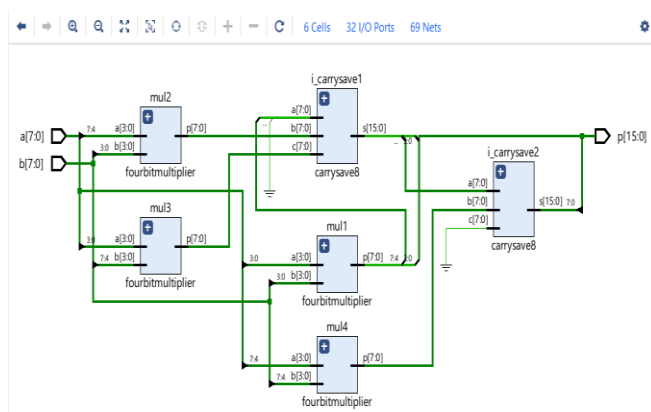 6 Cells 32 I/O Ports 69 Nets
i_carrysave1
mul2
a[7:0]
7:4 a[3:0] p[7:0] b[7:0] s[15:0]
a[7:0] p[15:0]
3:0 b[3:0] c[7:0]
b[7:0]
i_carrysave2
fourbitmultiplier carrysave8
a[7:0]
b[7:0] s[15:0] 7:0
mul3
c[7:0]
mul1
3:0 a[3:0] p[7:0]
carrysave8
7:4 b[3:0]
3:0 a[3:0] p[7:0] 7:4 3:0
fourbitmultiplier
3:0 b[3:0]
fourbitmultiplier
mul4
7:4 a[3:0] p[7:0]
7:4 b[3:0]
fourbitmultiplier